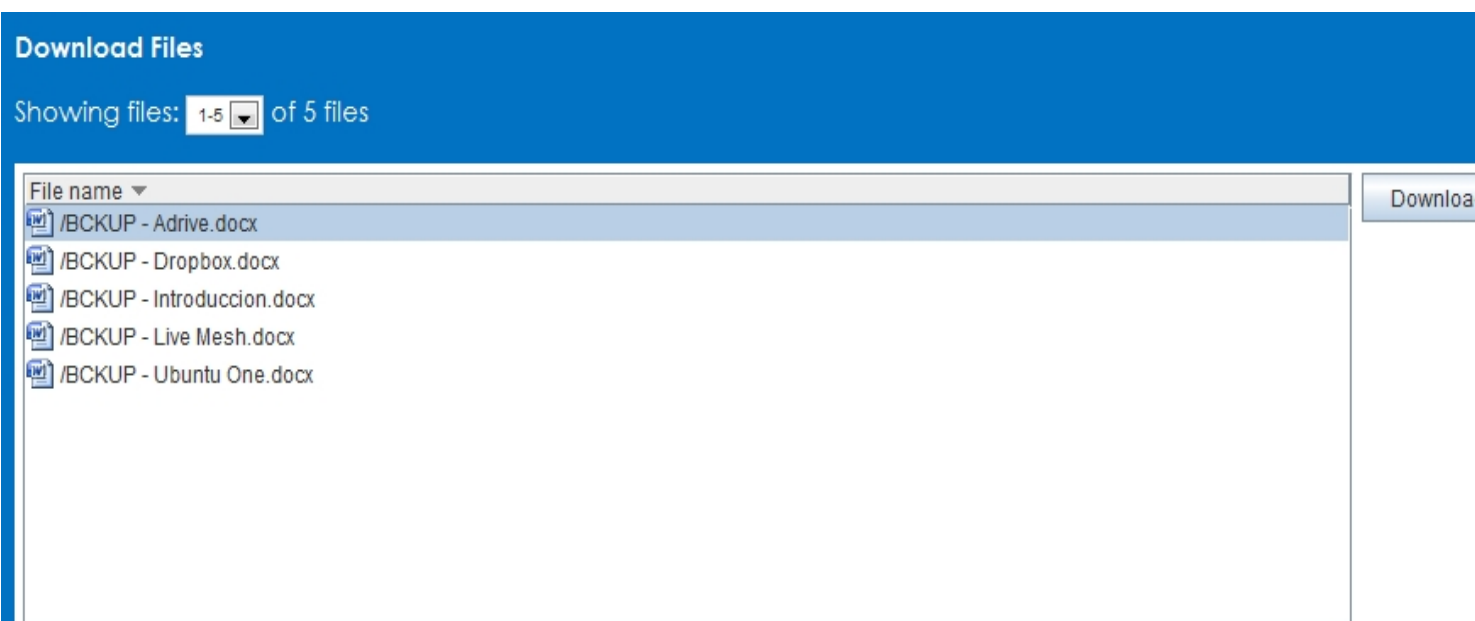 Download Files
Showing files: 1-5 of 5 files
File name
Downloa
/BCKUP - Adrive.docx
/BCKUP - Dropbox.docx
/BCKUP - Introduccion.docx
/BCKUP - Live Mesh.docx
/BCKUP - Ubuntu One.docx